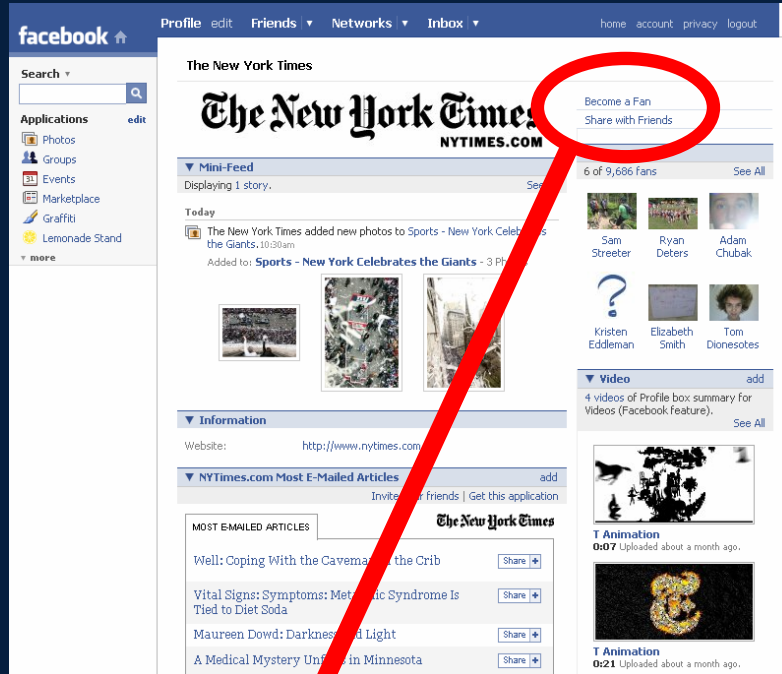 facebook
Profile edit Friends ▼ Networks ▼ Inbox ▼
home account privacy logout
Search ▼
Applications edit
Photos
Groups
31 Events
Marketplace
Graffiti
Lemonade Stand
▼ more
The New York Times
The New York Times
NYTIMES.COM
Become a Fan
Share with Friends
▼ Mini-Feed
Displaying 1 story.
Today
The New York Times added new photos to Sports - New York
the Giants. 10:30am
Added to: Sports - New York Celebrates the Giants - 3
▼ Information
Website: http://www.nytimes.com
▼ NYTimes.com Most E-Mailed Articles add
Invite friends | Get this application
MOST E-MAILED ARTICLES
The New York Times
Well: Coping With the the Crib Share +
Vital Signs: Symptoms: Syndrome Is
Tied to Diet Soda Share +
Maureen Dowd: Light Share +
A Medical Mystery in Minnesota Share +
6 of 9,686 fans See All
Sam
Streeter
Ryan
Deters
Adam
Chubak
Kristen
Eddleman
Elizabeth
Smith
Tom
Dionesotes
▼ Video add
4 videos of Profile box summary for
Videos (Facebook feature).
See All
T Animation
0:07 Uploaded about a month ago.
T Animation
0:21 Uploaded about a month ago.